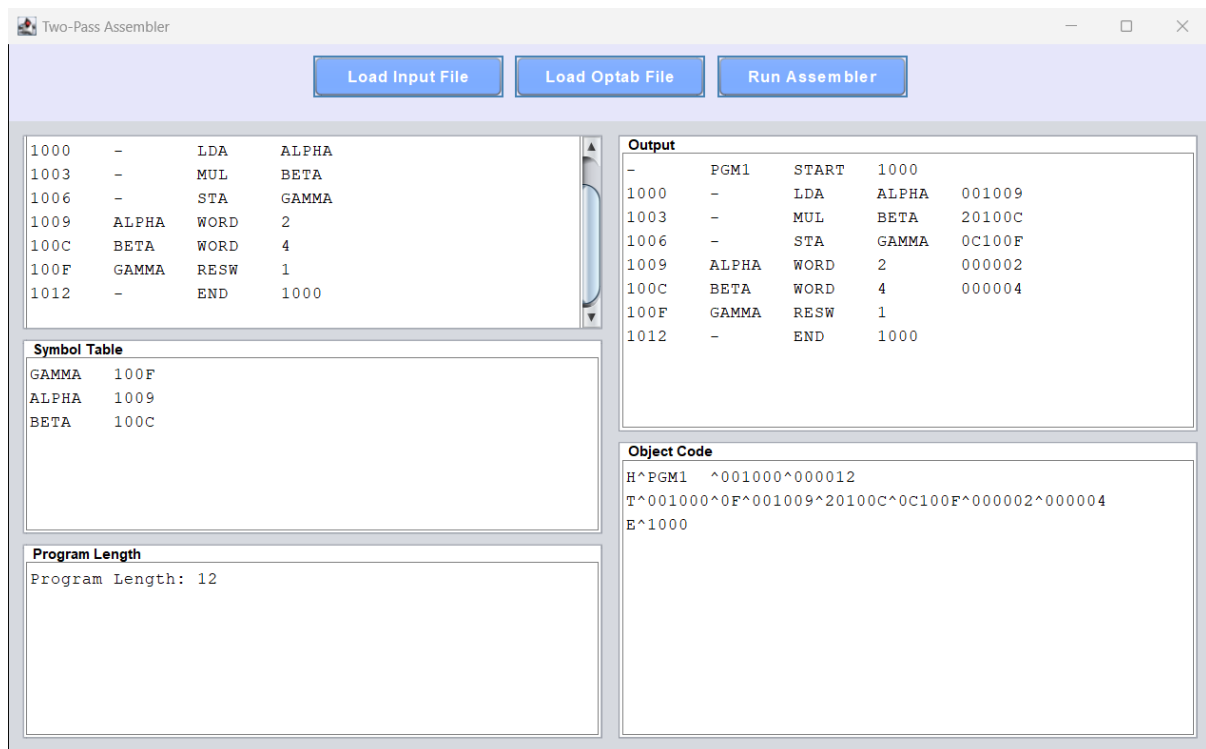 Two-Pass Assembler
Load Input File Load Optab File Run Assembler
1000 - LDA ALPHA
1003 - MUL BETA
1006 - STA GAMMA
1009 ALPHA WORD 2
100C BETA WORD 4
100F GAMMA RESW 1
1012 - END 1000
Symbol Table
GAMMA 100F
ALPHA 1009
BETA 100C
Program Length
Program Length: 12
Output
- PGM1 START 1000
1000 - LDA ALPHA 001009
1003 - MUL BETA 20100C
1006 - STA GAMMA 0C100F
1009 ALPHA WORD 2 000002
100C BETA WORD 4 000004
100F GAMMA RESW 1
1012 - END 1000
Object Code
H^PGM1  ^001000^000012
T^001000^0F^001009^20100C^0C100F^000002^000004
E^1000